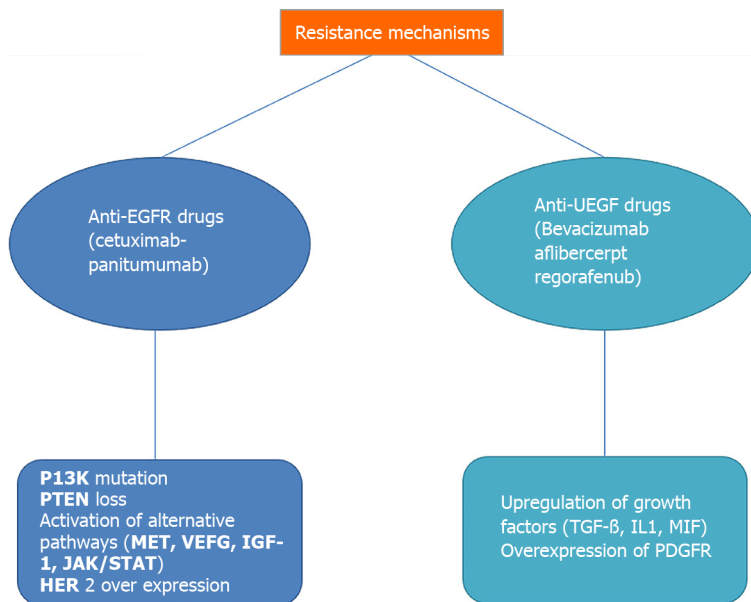 Resistance mechanisms
Anti-EGFR drugs
(cetuximab-
panitumumab)
Anti-UEGF drugs
(Bevacizumab
aflibercerpt
regorafenub)
P13K mutation
PTEN loss
Activation of alternative
pathways (MET, VEFG, IGF-
1, JAK/STAT)
HER 2 over expression
Upregulation of growth
factors (TGF-ß, IL1, MIF)
Overexpression of PDGFR